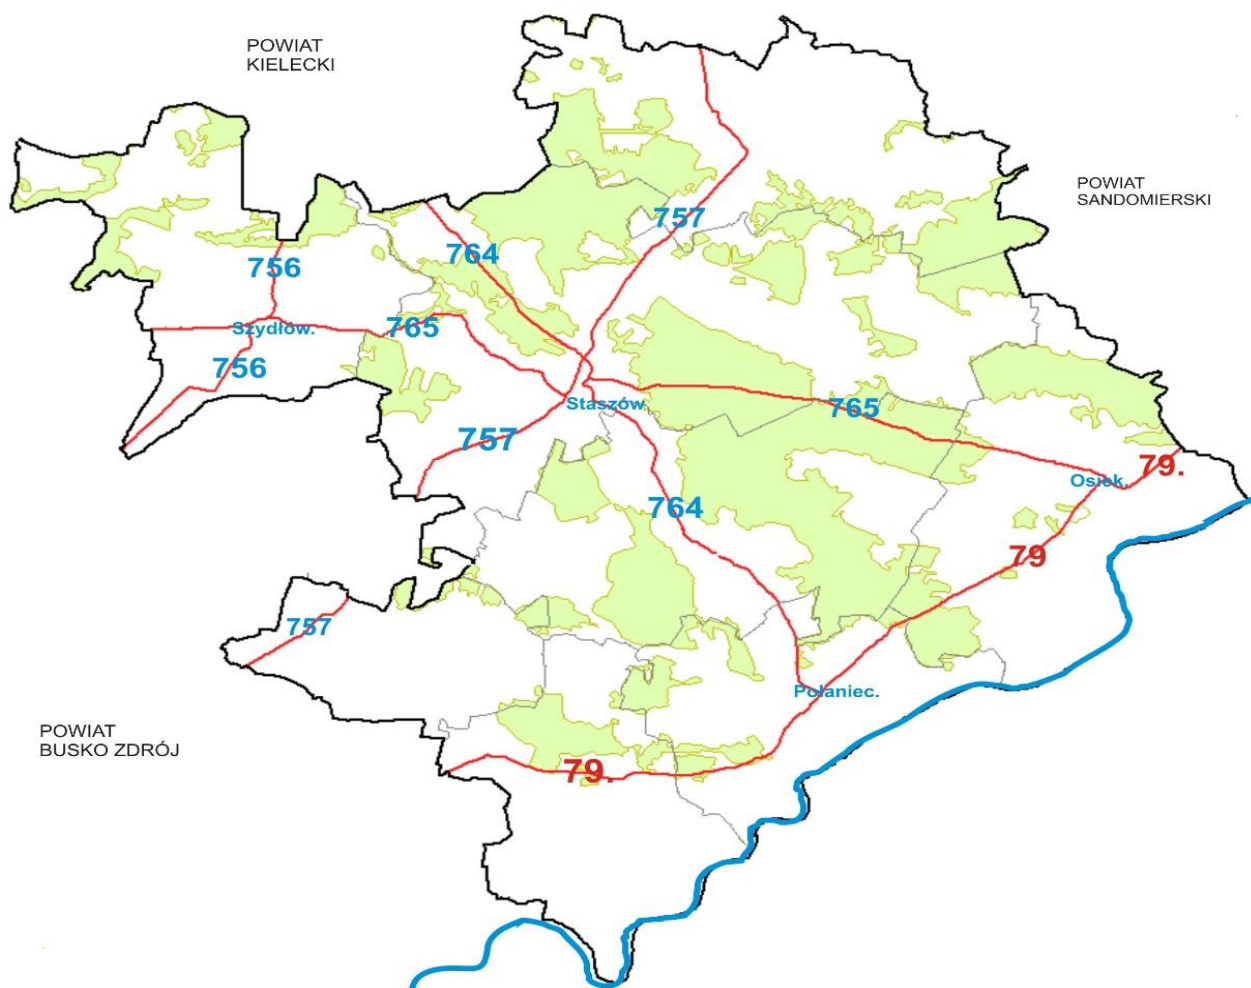 POWIAT
KIELECKI
POWIAT
SANDOMIERSKI
757
764
756
Szydłów.
765
756
Staszów
765
757
79.
Osiek.
764
79
757
Połaniec.
POWIAT
BUSKO ZDRÓJ
79.